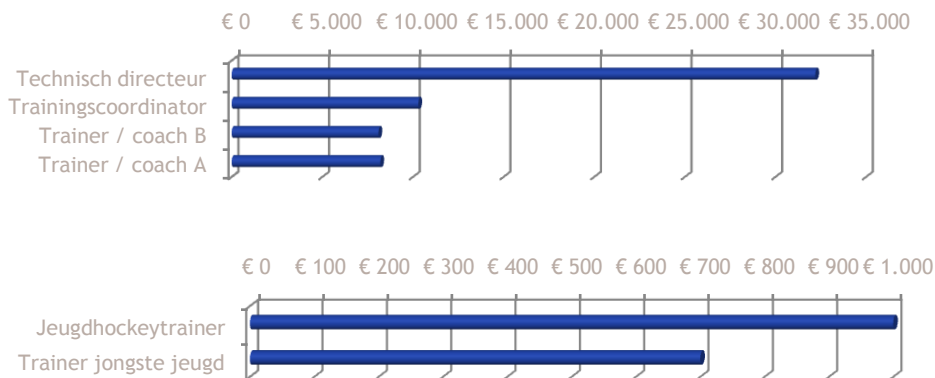 € 0 € 5.000 € 10.000 € 15.000 € 20.000 € 25.000 € 30.000 € 35.000
Technisch directeur
Trainingscoordinator
Trainer / coach B
Trainer / coach A
€ 0 € 100 € 200 € 300 € 400 € 500 € 600 € 700 € 800 € 900 € 1.000
Jeugdhockeytrainer
Trainer jongste jeugd